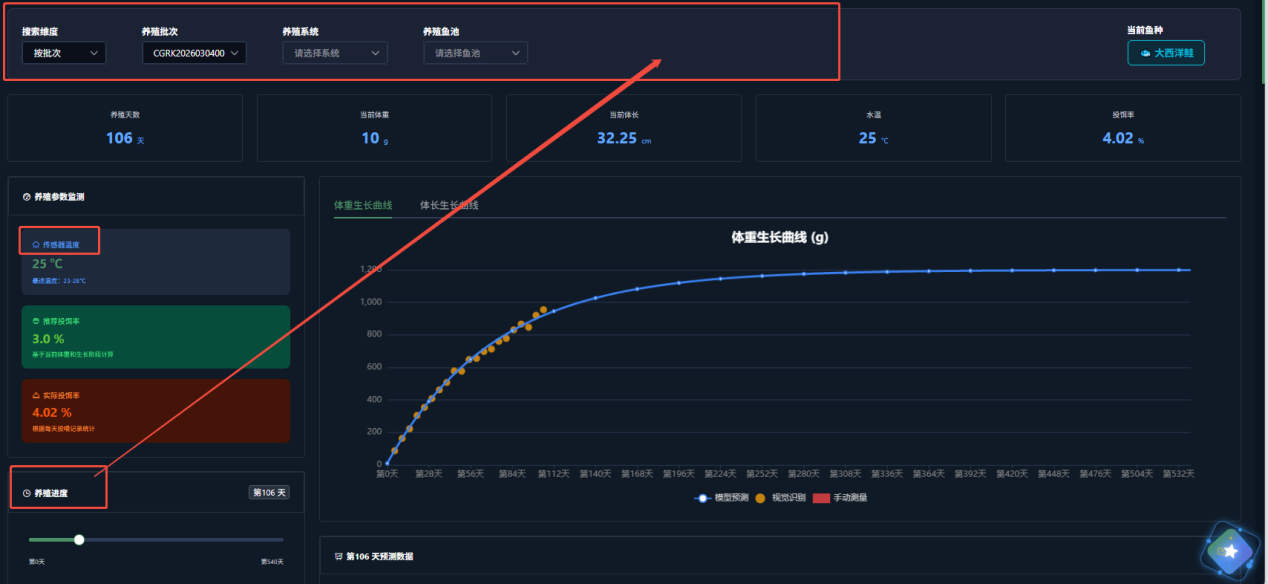 搜索维度
养殖批次
养殖系统
养殖鱼池
当前鱼种
按批次
CGRK2026030400
请选择系统
请选择鱼池
大西洋鲑
养殖天数
当前体重
当前体长
水温
投饵率
106 天
10 g
32.25 cm
25 ℃
4.02 %
养殖参数监测
传感器温度
25 ℃
最适温度：23-28℃
推荐投饵率
3.0 %
基于当前体重和生长阶段计算
实际投饵率
4.02 %
根据每天投喂记录统计
养殖进度
第106 天
第0天
第540天
体重生长曲线
体长生长曲线
体重生长曲线 (g)
1,200
1,000
800
600
400
200
0
第0天
第28天
第56天
第84天
第112天
第140天
第168天
第196天
第224天
第252天
第280天
第308天
第336天
第364天
第392天
第420天
第448天
第476天
第504天
第532天
模型预测
视觉识别
手动测量
第106 天预测数据